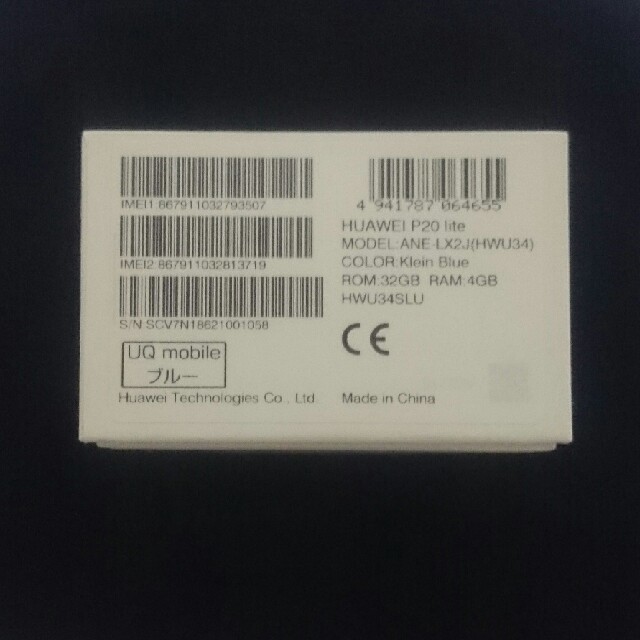 IMEI1:867911032793507
IMEI2:867911032813719
S/N:SCV7N18621001058
UQ mobile
ブルー
Huawei Technologies Co., Ltd.
4 941787 064655
HUAWEI P20 lite
MODEL:ANE-LX2J(HWU34)
COLOR:Klein Blue
ROM:32GB RAM:4GB
HWU34SLU
CE
Made in China